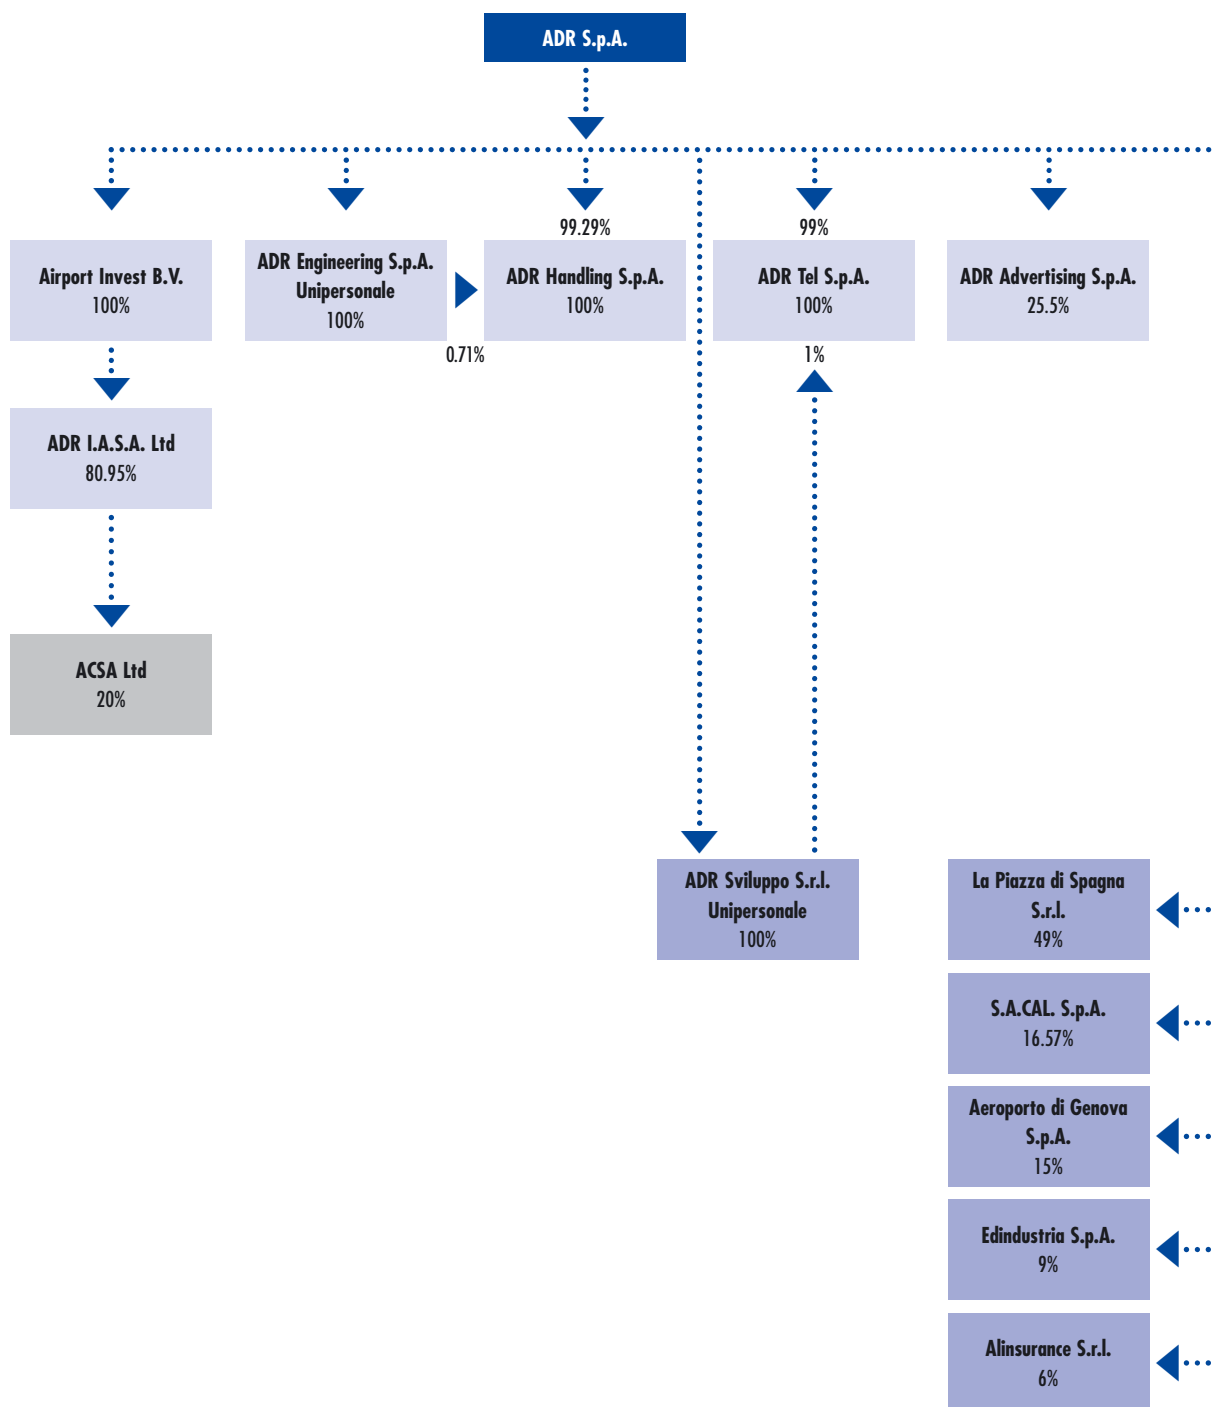 ADR S.p.A.
99.29%
99%
Airport Invest B.V.
100%
ADR Engineering S.p.A.
Unipersonale
100%
ADR Handling S.p.A.
100%
ADR Tel S.p.A.
100%
ADR Advertising S.p.A.
25.5%
0.71%
1%
ADR I.A.S.A. Ltd
80.95%
ACSA Ltd
20%
ADR Sviluppo S.r.l.
Unipersonale
100%
La Piazza di Spagna
S.r.l.
49%
S.A.CAL. S.p.A.
16.57%
Aeroporto di Genova
S.p.A.
15%
Edindustria S.p.A.
9%
Alinsurance S.r.l.
6%